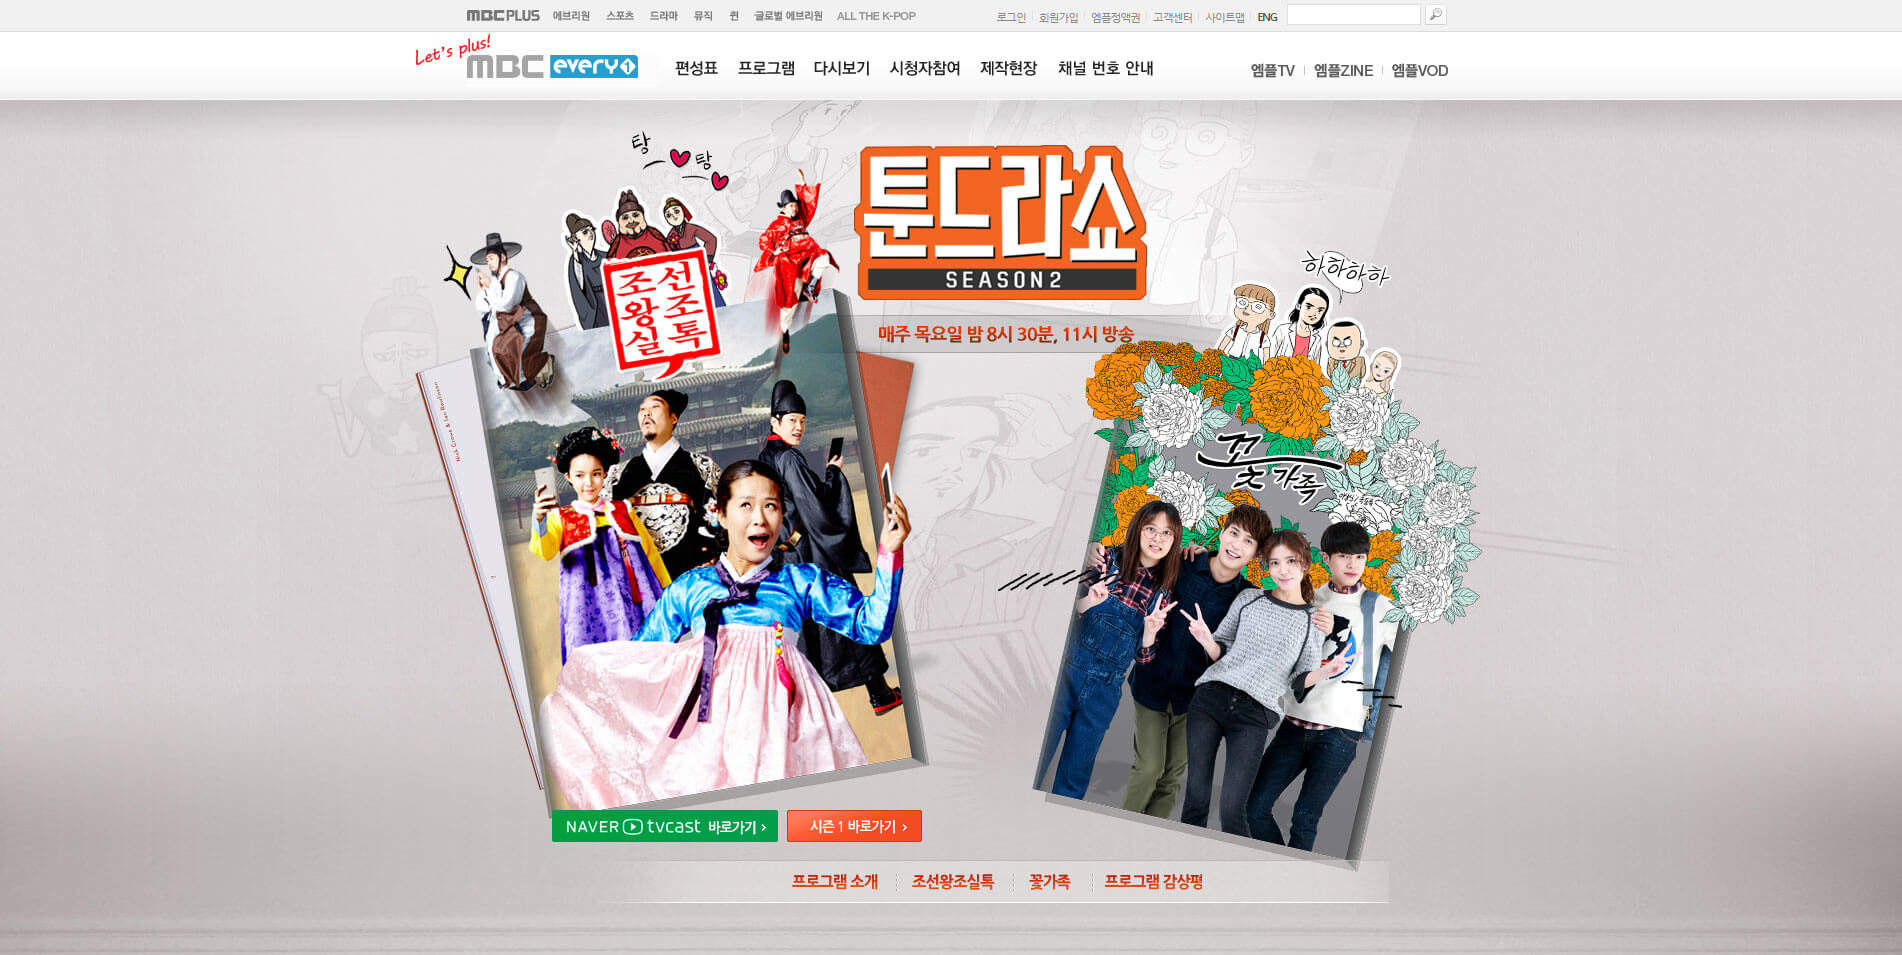 MBC PLUS 에브리원 스포츠 드라마 뮤직 퀸 글로벌 에브리원 ALL THE K-POP
로그인 회원가입 엠플정액권 고객센터 사이트맵 ENG
Let's plus!
MBC every1 편성표 프로그램 다시보기 시청자참여 제작현장 채널 번호 안내
엠플TV 엠플ZINE 엠플VOD
탕 탕
툰드라쇼
SEASON 2
매주 목요일 밤 8시 30분, 11시 방송
조선
왕조
실톡
하하하하
꽃가족
NAVER tvcast 바로가기 시즌 1 바로가기
프로그램 소개 조선왕조실톡 꽃가족 프로그램 감상평